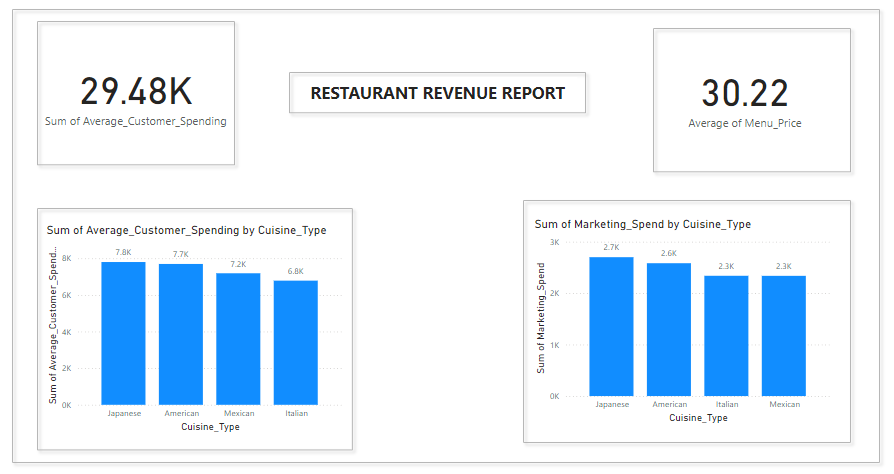 29.48K
Sum of Average_Customer_Spending
RESTAURANT REVENUE REPORT
30.22
Average of Menu_Price
Sum of Average_Customer_Spending by Cuisine_Type
Sum of Average_Customer_Spend...
8K
6K
4K
2K
0K
7.8K
7.7K
7.2K
6.8K
Japanese
American
Mexican
Italian
Cuisine_Type
Sum of Marketing_Spend by Cuisine_Type
Sum of Marketing_Spend
3K
2K
1K
0K
2.7K
2.6K
2.3K
2.3K
Japanese
American
Italian
Mexican
Cuisine_Type